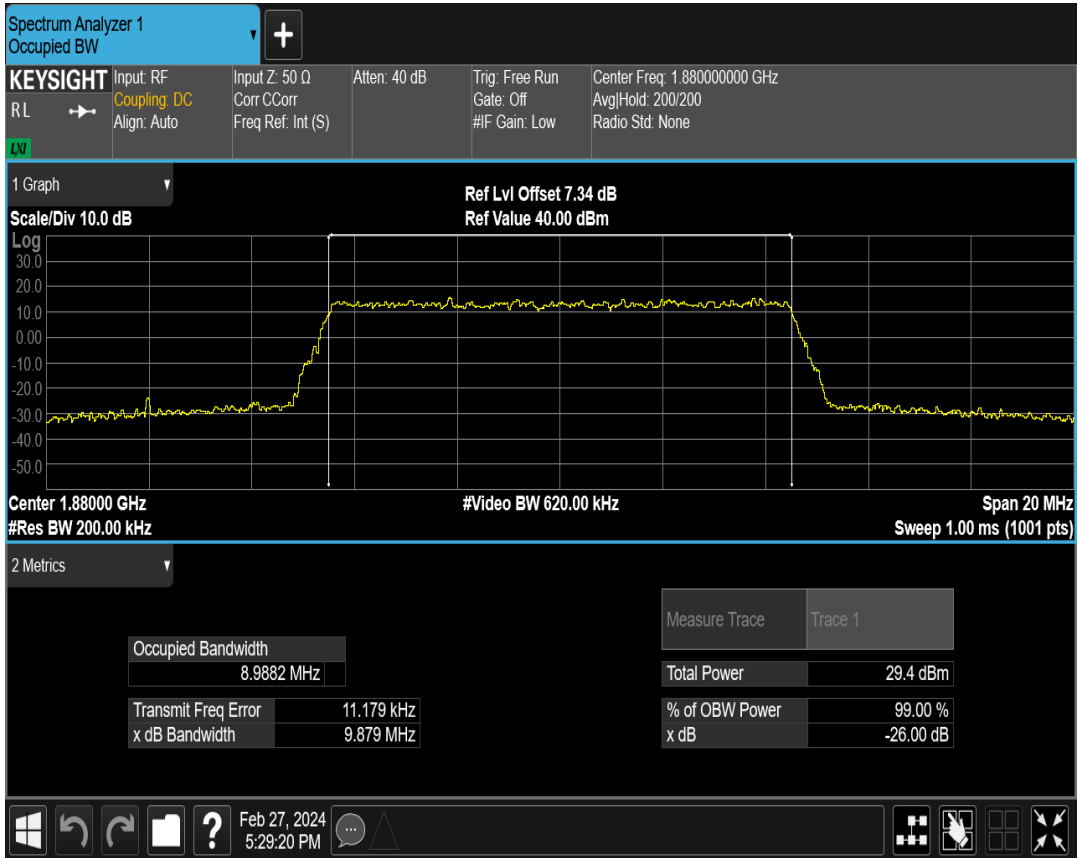 Spectrum Analyzer 1
Occupied BW
+
KEYSIGHT
R L
LXI
Input: RF
Coupling: DC
Align: Auto
Input Z: 50 Ω
Corr CCorr
Freq Ref: Int (S)
Atten: 40 dB
Trig: Free Run
Gate: Off
#IF Gain: Low
Center Freq: 1.880000000 GHz
Avg|Hold: 200/200
Radio Std: None
1 Graph
Scale/Div 10.0 dB
Ref Lvl Offset 7.34 dB
Ref Value 40.00 dBm
Log
30.0
20.0
10.0
0.00
-10.0
-20.0
-30.0
-40.0
-50.0
Center 1.88000 GHz
#Res BW 200.00 kHz
#Video BW 620.00 kHz
Span 20 MHz
Sweep 1.00 ms (1001 pts)
2 Metrics
Occupied Bandwidth
8.9882 MHz
Transmit Freq Error 11.179 kHz
x dB Bandwidth 9.879 MHz
Measure Trace Trace 1
Total Power 29.4 dBm
% of OBW Power 99.00 %
x dB -26.00 dB
?
Feb 27, 2024
5:29:20 PM